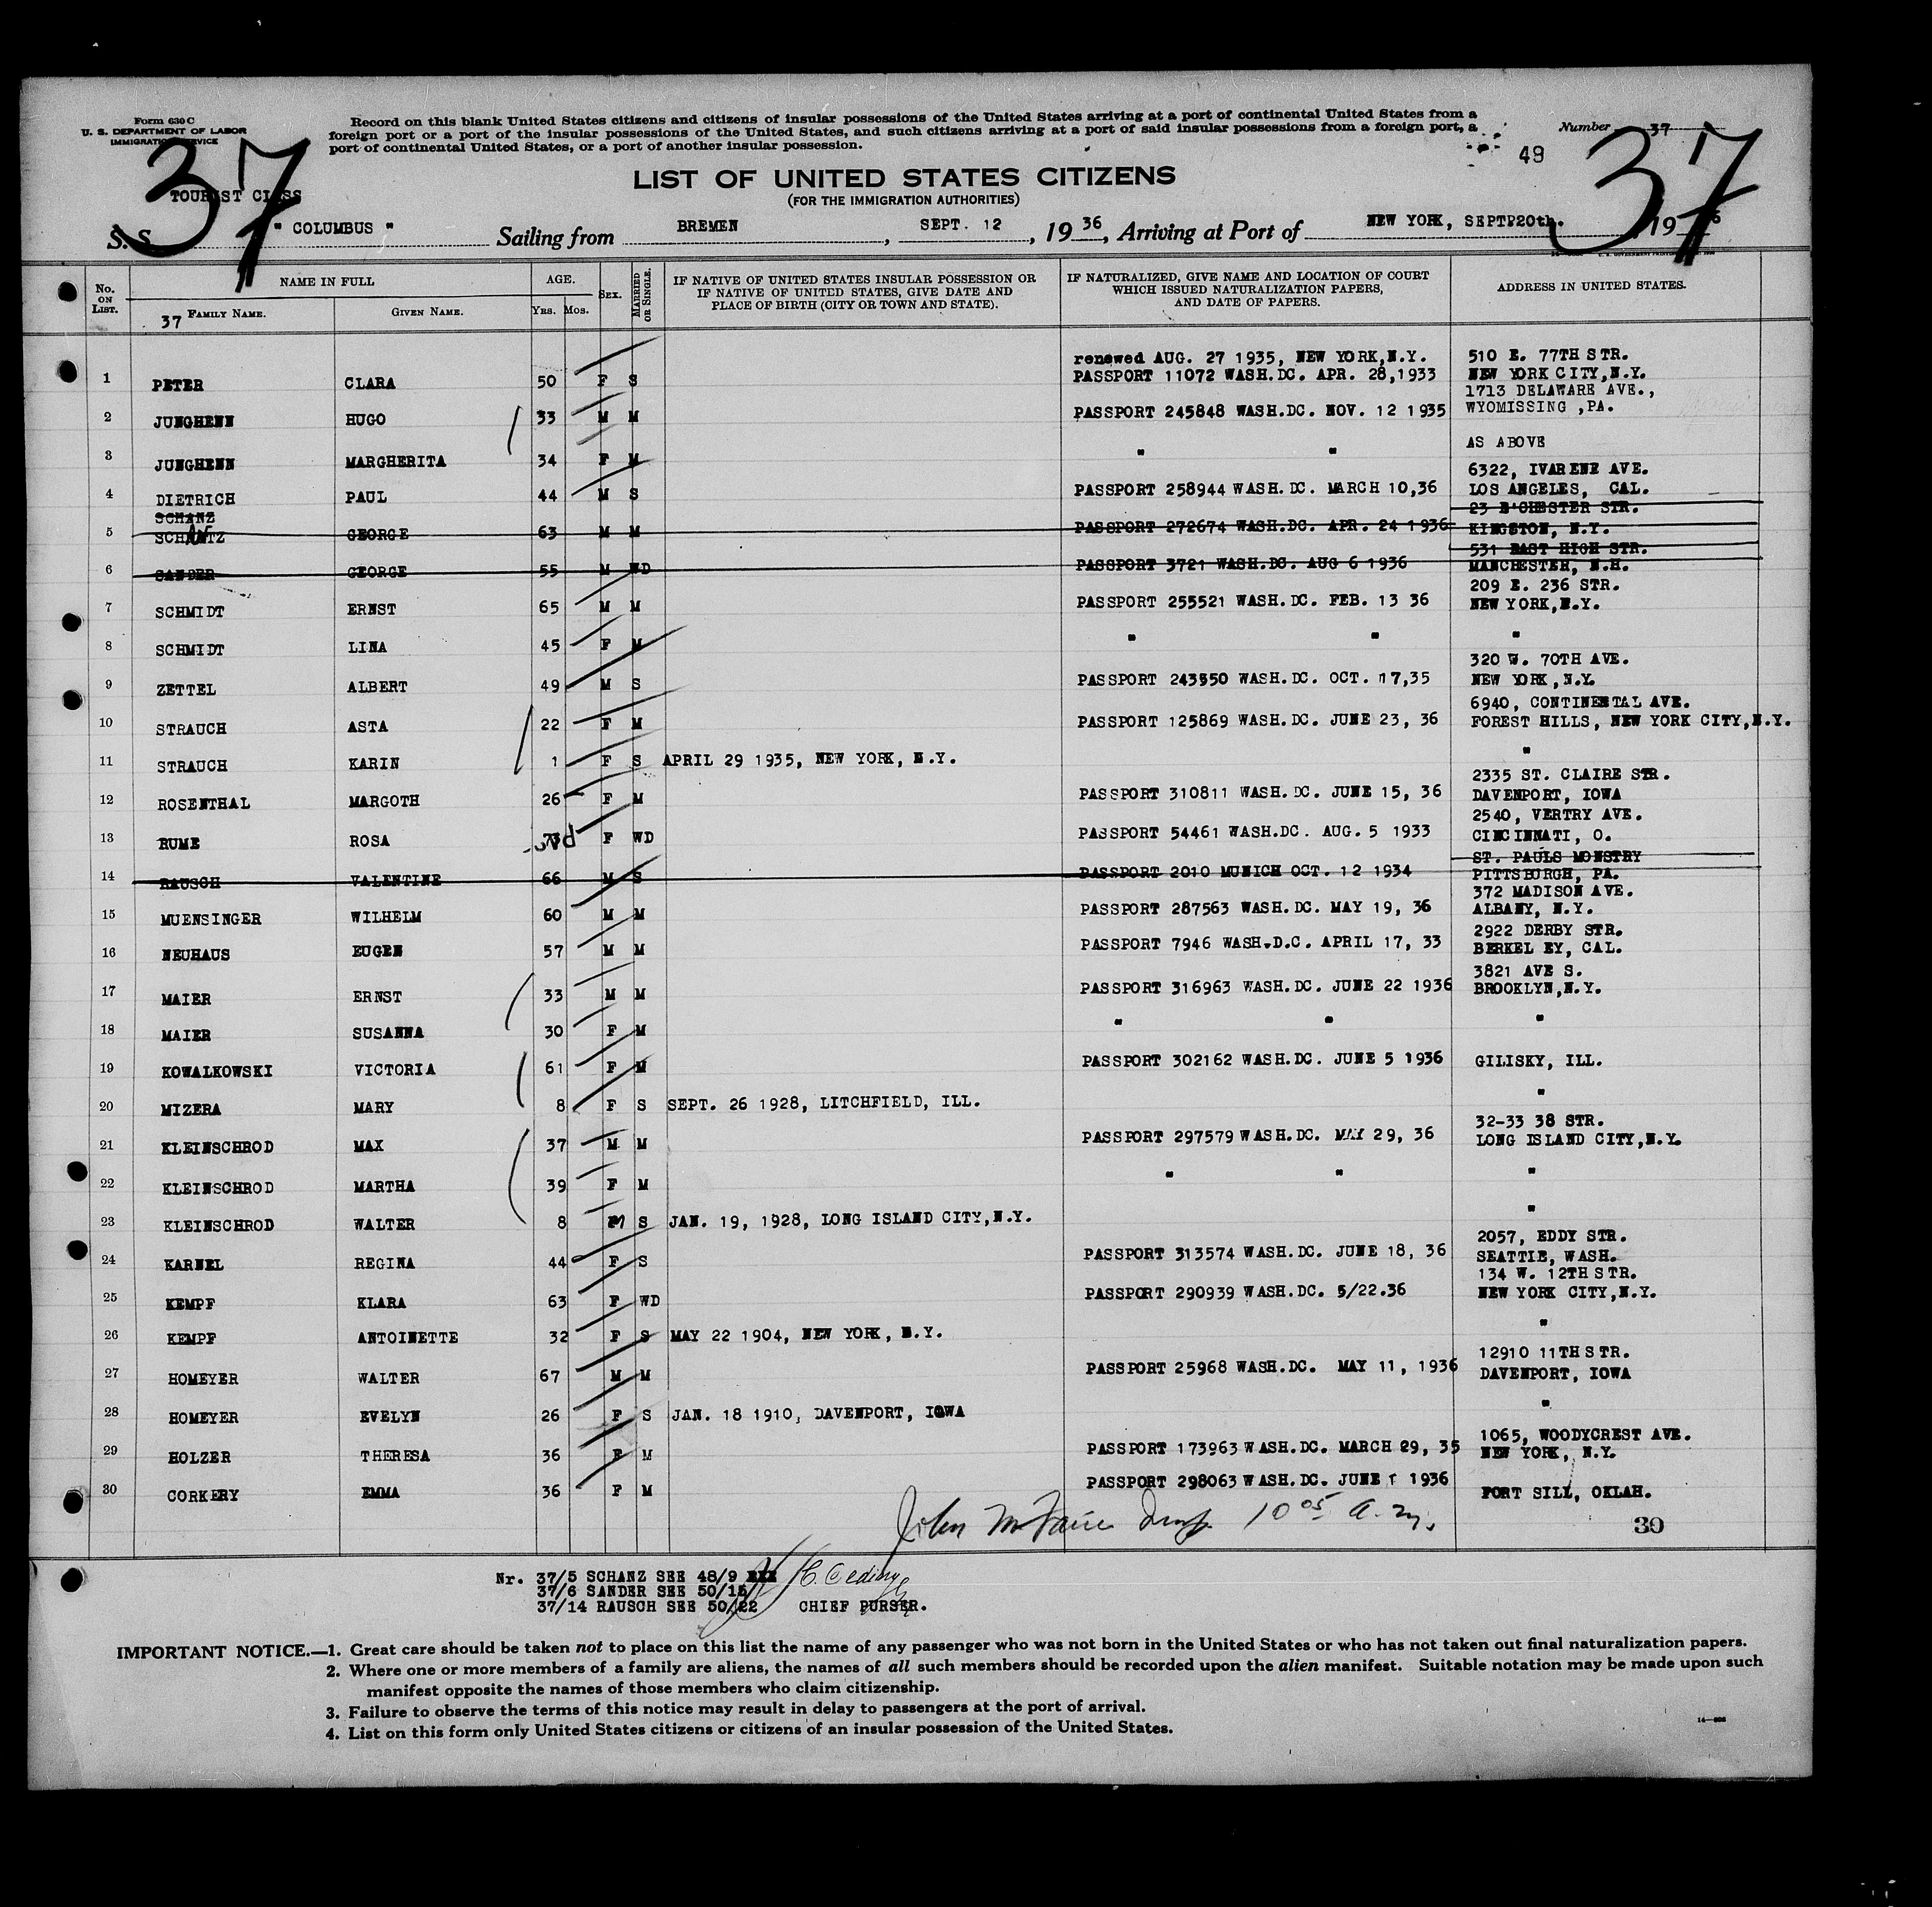 Form 630 C
U. S. DEPARTMENT OF LABOR
IMMIGRATION SERVICE
Record on this blank United States citizens and citizens of insular possessions of the United States arriving at a port of continental United States from a
foreign port or a port of the insular possessions of the United States, and such citizens arriving at a port of said insular possessions from a foreign port, a
port of continental United States, or a port of another insular possession.
Number 37
49
37
37
TOURIST CLASS
LIST OF UNITED STATES CITIZENS
(FOR THE IMMIGRATION AUTHORITIES)
S. S. " COLUMBUS " Sailing from BREMEN, SEPT. 12, 1936, Arriving at Port of NEW YORK, SEPT.20th. 1936
No. ON LIST. NAME IN FULL AGE. SEX. MARRIED OR SINGLE. IF NATIVE OF UNITED STATES INSULAR POSSESSION OR IF NATIVE OF UNITED STATES, GIVE DATE AND PLACE OF BIRTH (CITY OR TOWN AND STATE). IF NATURALIZED, GIVE NAME AND LOCATION OF COURT WHICH ISSUED NATURALIZATION PAPERS, AND DATE OF PAPERS. ADDRESS IN UNITED STATES.
37 FAMILY NAME. GIVEN NAME. YRS. MOS.
renewed AUG. 27 1935, NEW YORK,N.Y. 510 E. 77TH STR.
1 PETER CLARA 50 F S PASSPORT 11072 WASH.DC. APR. 28,1933 NEW YORK CITY,N.Y.
1713 DELAWARE AVE.,
2 JUNGHENN HUGO 33 M M PASSPORT 245848 WASH.DC. NOV. 12 1935 WYOMISSING ,PA.
3 JUNGHENN MARGHERITA 34 F M " " AS ABOVE
6322, IVARENE AVE.
4 DIETRICH PAUL 44 M S PASSPORT 258944 WASH.DC. MARCH 10,36 LOS ANGELES, CAL.
SCHANZ 23 STR.
5 SCHANTZ GEORGE 63 M M PASSPORT 272674 WASH.DC. APR. 24 1936 KINGSTON, N.Y.
531 EAST HIGH STR.
6 SANDER GEORGE 55 M WD PASSPORT 3721 WASH.DC. AUG 6 1936 MANCHESTER, N.H.
209 E. 236 STR.
7 SCHMIDT ERNST 65 M M PASSPORT 255521 WASH.DC. FEB. 13 36 NEW YORK,N.Y.
8 SCHMIDT LINA 45 F M " " "
320 W. 70TH AVE.
9 ZETTEL ALBERT 49 M S PASSPORT 243550 WASH.DC. OCT. 17,35 NEW YORK,N.Y.
6940, CONTINENTAL AVE.
10 STRAUCH ASTA 22 F M PASSPORT 125869 WASH.DC. JUNE 23, 36 FOREST HILLS, NEW YORK CITY,N.Y.
11 STRAUCH KARIN 1 F S APRIL 29 1935, NEW YORK, N.Y. "
2335 ST. CLAIRE STR.
12 ROSENTHAL MARGOTH 26 F M PASSPORT 310811 WASH.DC. JUNE 15, 36 DAVENPORT, IOWA
2540, VERTRY AVE.
13 RUME ROSA F WD PASSPORT 54461 WASH.DC. AUG. 5 1933 CINCINNATI, O.
ST. PAULS MONSTRY
14 RAUSCH VALENTINE 66 M S PASSPORT 2010 MUNICH OCT. 12 1934 PITTSBURGH, PA.
372 MADISON AVE.
15 MUENSINGER WILHELM 60 M M PASSPORT 287563 WASH.DC. MAY 19, 36 ALBANY, N.Y.
2922 DERBY STR.
16 NEUHAUS EUGEN 57 M M PASSPORT 7946 WASH.D.C. APRIL 17, 33 BERKEL EY, CAL.
3821 AVE S.
17 MAIER ERNST 33 M M PASSPORT 316963 WASH.DC. JUNE 22 1936 BROOKLYN,N.Y.
18 MAIER SUSANNA 30 F M " " "
19 KOWALKOWSKI VICTORIA 61 F M PASSPORT 302162 WASH.DC. JUNE 5 1936 GILISKY, ILL.
20 MIZERA MARY 8 F S SEPT. 26 1928, LITCHFIELD, ILL. "
32-33 38 STR.
21 KLEINSCHROD MAX 37 M M PASSPORT 297579 WASH.DC. MAY 29, 36 LONG ISLAND CITY,N.Y.
22 KLEINSCHROD MARTHA 39 F M " " "
23 KLEINSCHROD WALTER 8 M S JAN. 19, 1928, LONG ISLAND CITY,N.Y. "
2057, EDDY STR.
24 KARNEL REGINA 44 F S PASSPORT 313574 WASH.DC. JUNE 18, 36 SEATTLE, WASH.
134 W. 12TH STR.
25 KEMPF KLARA 63 F WD PASSPORT 290939 WASH.DC. 5/22.36 NEW YORK CITY,N.Y.
26 KEMPF ANTOINETTE 32 F S MAY 22 1904, NEW YORK, N.Y. "
12910 11TH STR.
27 HOMEYER WALTER 67 M M PASSPORT 25968 WASH.DC. MAY 11, 1936 DAVENPORT, IOWA
28 HOMEYER EVELYN 26 F S JAN. 18 1910, DAVENPORT, IOWA "
1065, WOODYCREST AVE.
29 HOLZER THERESA 36 F M PASSPORT 173963 WASH.DC. MARCH 29, 35 NEW YORK, N.Y.
30 CORKERY EMMA 36 F M PASSPORT 298063 WASH.DC. JUNE 1 1936 FORT SILL, OKLAH.
John Insp. 10 05 a.m.
30
Nr. 37/5 SCHANZ SEE 48/9
37/6 SANDER SEE 50/15
37/14 RAUSCH SEE 50/22 CHIEF PURSER.
IMPORTANT NOTICE.—1. Great care should be taken not to place on this list the name of any passenger who was not born in the United States or who has not taken out final naturalization papers.
2. Where one or more members of a family are aliens, the names of all such members should be recorded upon the alien manifest. Suitable notation may be made upon such
manifest opposite the names of those members who claim citizenship.
3. Failure to observe the terms of this notice may result in delay to passengers at the port of arrival.
4. List on this form only United States citizens or citizens of an insular possession of the United States.